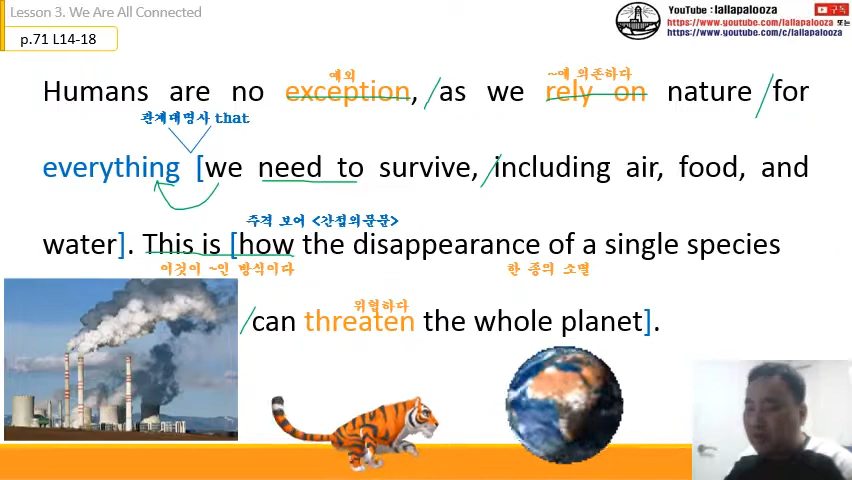 Lesson 3. We Are All Connected
p.71 L14-18
YouTube : lallapalooza
구독
https://www.youtube.com/lallapalooza 또는
https://www.youtube.com/c/lallapalooza
예외
~에 의존하다
Humans are no exception, as we rely on nature for
관계대명사 that
everything [we need to survive, including air, food, and
주격 보어 <간접의문문>
water]. This is [how the disappearance of a single species
이것이 ~인 방식이다
한 종의 소멸
위협하다
can threaten the whole planet].